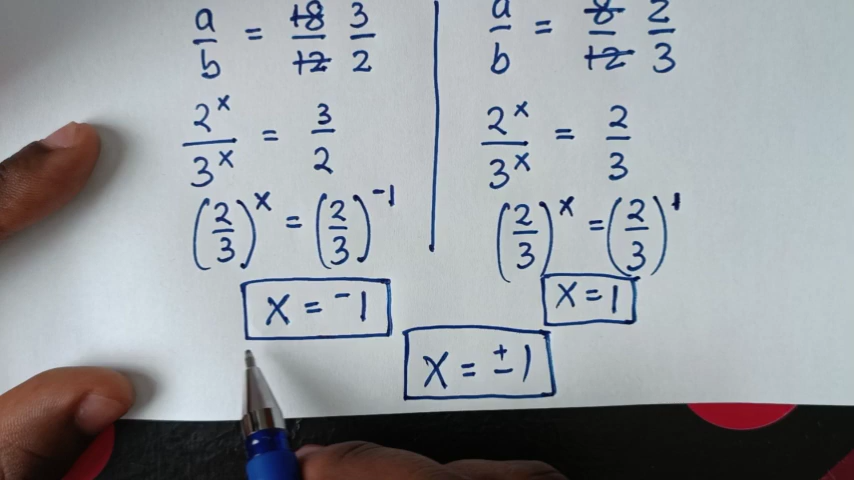 a/b = 18/12 3/2
2^x/3^x = 3/2
(2/3)^x = (2/3)^-1
x = -1
a/b = 8/12 2/3
2^x/3^x = 2/3
(2/3)^x = (2/3)^1
x = 1
x = ±1